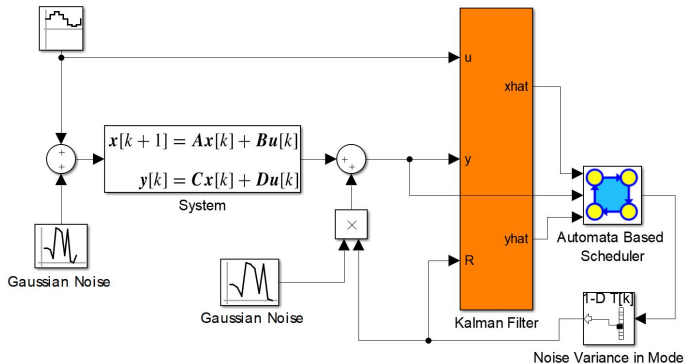 u
xhat
+
+
x[k + 1] = Ax[k] + Bu[k]
y[k] = Cx[k] + Du[k]
System
++
y
×
yhat
R
Automata Based
Scheduler
Gaussian Noise
Gaussian Noise
Kalman Filter
1-D T[k]
Noise Variance in Mode